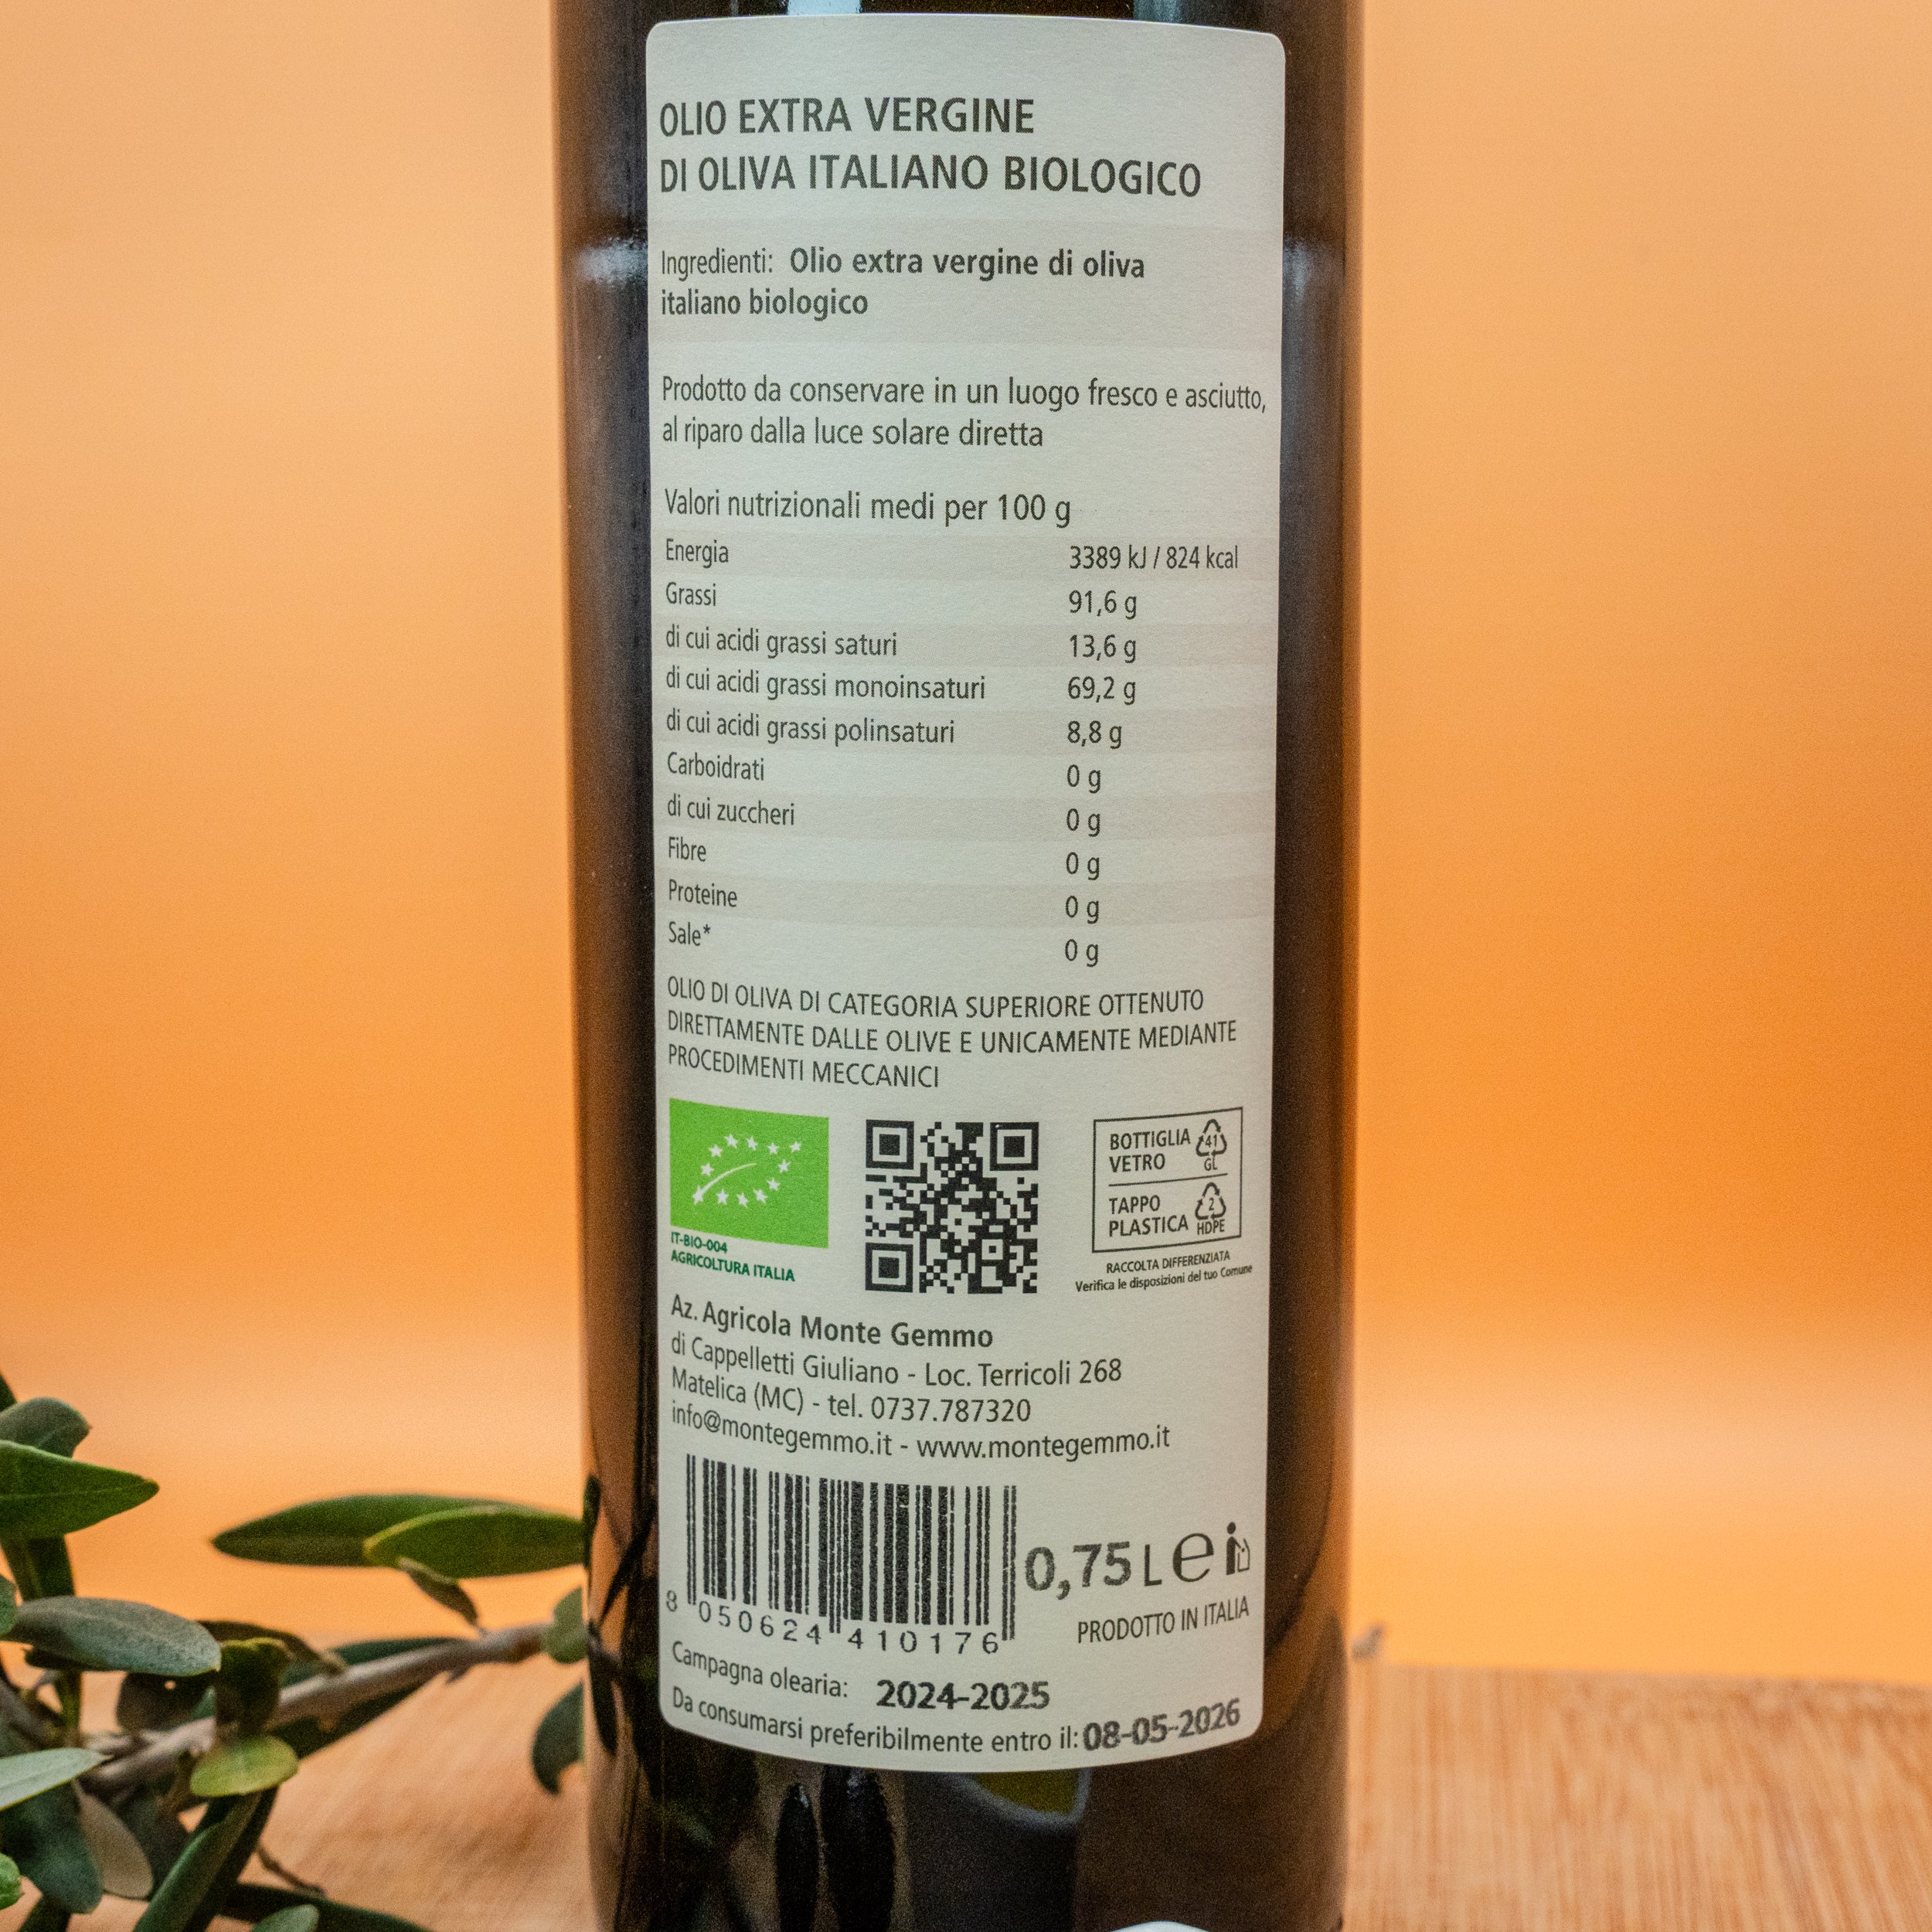 OLIO EXTRA VERGINE
DI OLIVA ITALIANO BIOLOGICO
Ingredienti: Olio extra vergine di oliva
italiano biologico
Prodotto da conservare in un luogo fresco e asciutto,
al riparo dalla luce solare diretta
Valori nutrizionali medi per 100 g
Energia 3389 kJ / 824 kcal
Grassi 91,6 g
di cui acidi grassi saturi 13,6 g
di cui acidi grassi monoinsaturi 69,2 g
di cui acidi grassi polinsaturi 8,8 g
Carboidrati 0 g
di cui zuccheri 0 g
Fibre 0 g
Proteine 0 g
Sale* 0 g
OLIO DI OLIVA DI CATEGORIA SUPERIORE OTTENUTO
DIRETTAMENTE DALLE OLIVE E UNICAMENTE MEDIANTE
PROCEDIMENTI MECCANICI
IT-BIO-004
AGRICOLTURA ITALIA
BOTTIGLIA 41
VETRO GL
TAPPO 2
PLASTICA HDPE
RACCOLTA DIFFERENZIATA
Verifica le disposizioni del tuo Comune
Az. Agricola Monte Gemmo
di Cappelletti Giuliano - Loc. Terricoli 268
Matelica (MC) - tel. 0737.787320
info@montegemmo.it - www.montegemmo.it
0,75 L e
8 050624 410176
PRODOTTO IN ITALIA
Campagna olearia: 2024-2025
Da consumarsi preferibilmente entro il: 08-05-2026